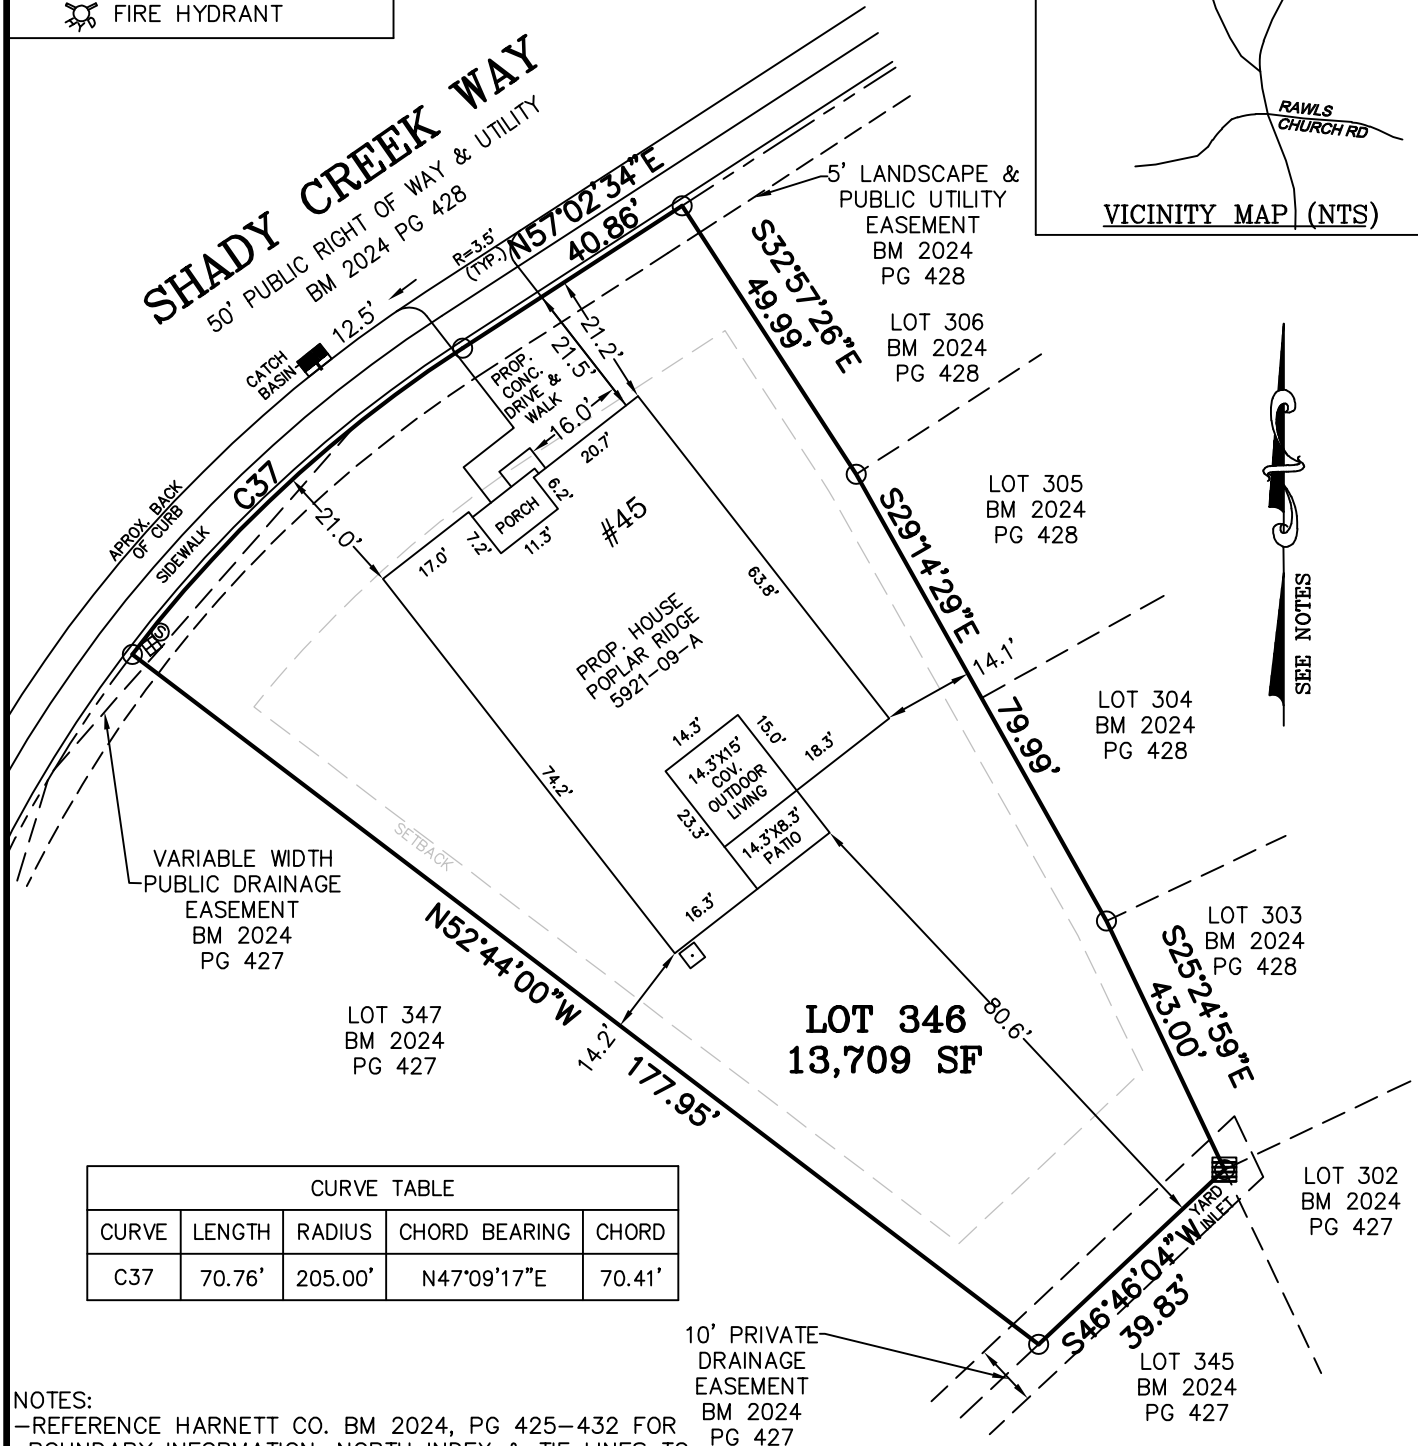 FIRE HYDRANT
RAWLS
CHURCH RD
VICINITY MAP (NTS)
SHADY CREEK WAY
50' PUBLIC RIGHT OF WAY & UTILITY
BM 2024 PG 428
R=3.5'
(TYP.)
N57°02'34"E
40.86'
5' LANDSCAPE &
PUBLIC UTILITY
EASEMENT
BM 2024
PG 428
S32°57'26"E
49.99'
LOT 306
BM 2024
PG 428
12.5'
CATCH
BASIN
PROP.
CONC.
DRIVE &
WALK
21.2'
21.5'
16.0'
20.7'
C37
APROX. BACK
OF CURB
SIDEWALK
21.0'
17.0'
7.2'
PORCH
6.2'
11.3'
#45
LOT 305
BM 2024
PG 428
S29°14'29"E
79.99'
63.8'
PROP. HOUSE
POPLAR RIDGE
5921-09-A
14.1'
SEE NOTES
LOT 304
BM 2024
PG 428
14.3'
15.0'
18.3'
14.3'X15'
COV.
OUTDOOR
LIVING
74.2'
23.3'
14.3'X8.3'
PATIO
16.3'
SETBACK
VARIABLE WIDTH
PUBLIC DRAINAGE
EASEMENT
BM 2024
PG 427
N52°44'00"W
177.95'
LOT 303
BM 2024
PG 428
S25°24'59"E
43.00'
LOT 347
BM 2024
PG 427
14.2'
LOT 346
13,709 SF
80.6'
LOT 302
BM 2024
PG 427
YARD
INLET
S46°46'04"W
39.83'
CURVE TABLE
CURVE LENGTH RADIUS CHORD BEARING CHORD
C37 70.76' 205.00' N47°09'17"E 70.41'
10' PRIVATE
DRAINAGE
EASEMENT
BM 2024
PG 427
LOT 345
BM 2024
PG 427
NOTES:
-REFERENCE HARNETT CO. BM 2024, PG 425-432 FOR
BOUNDARY INFORMATION, NORTH INDEX & TIE LINES TO